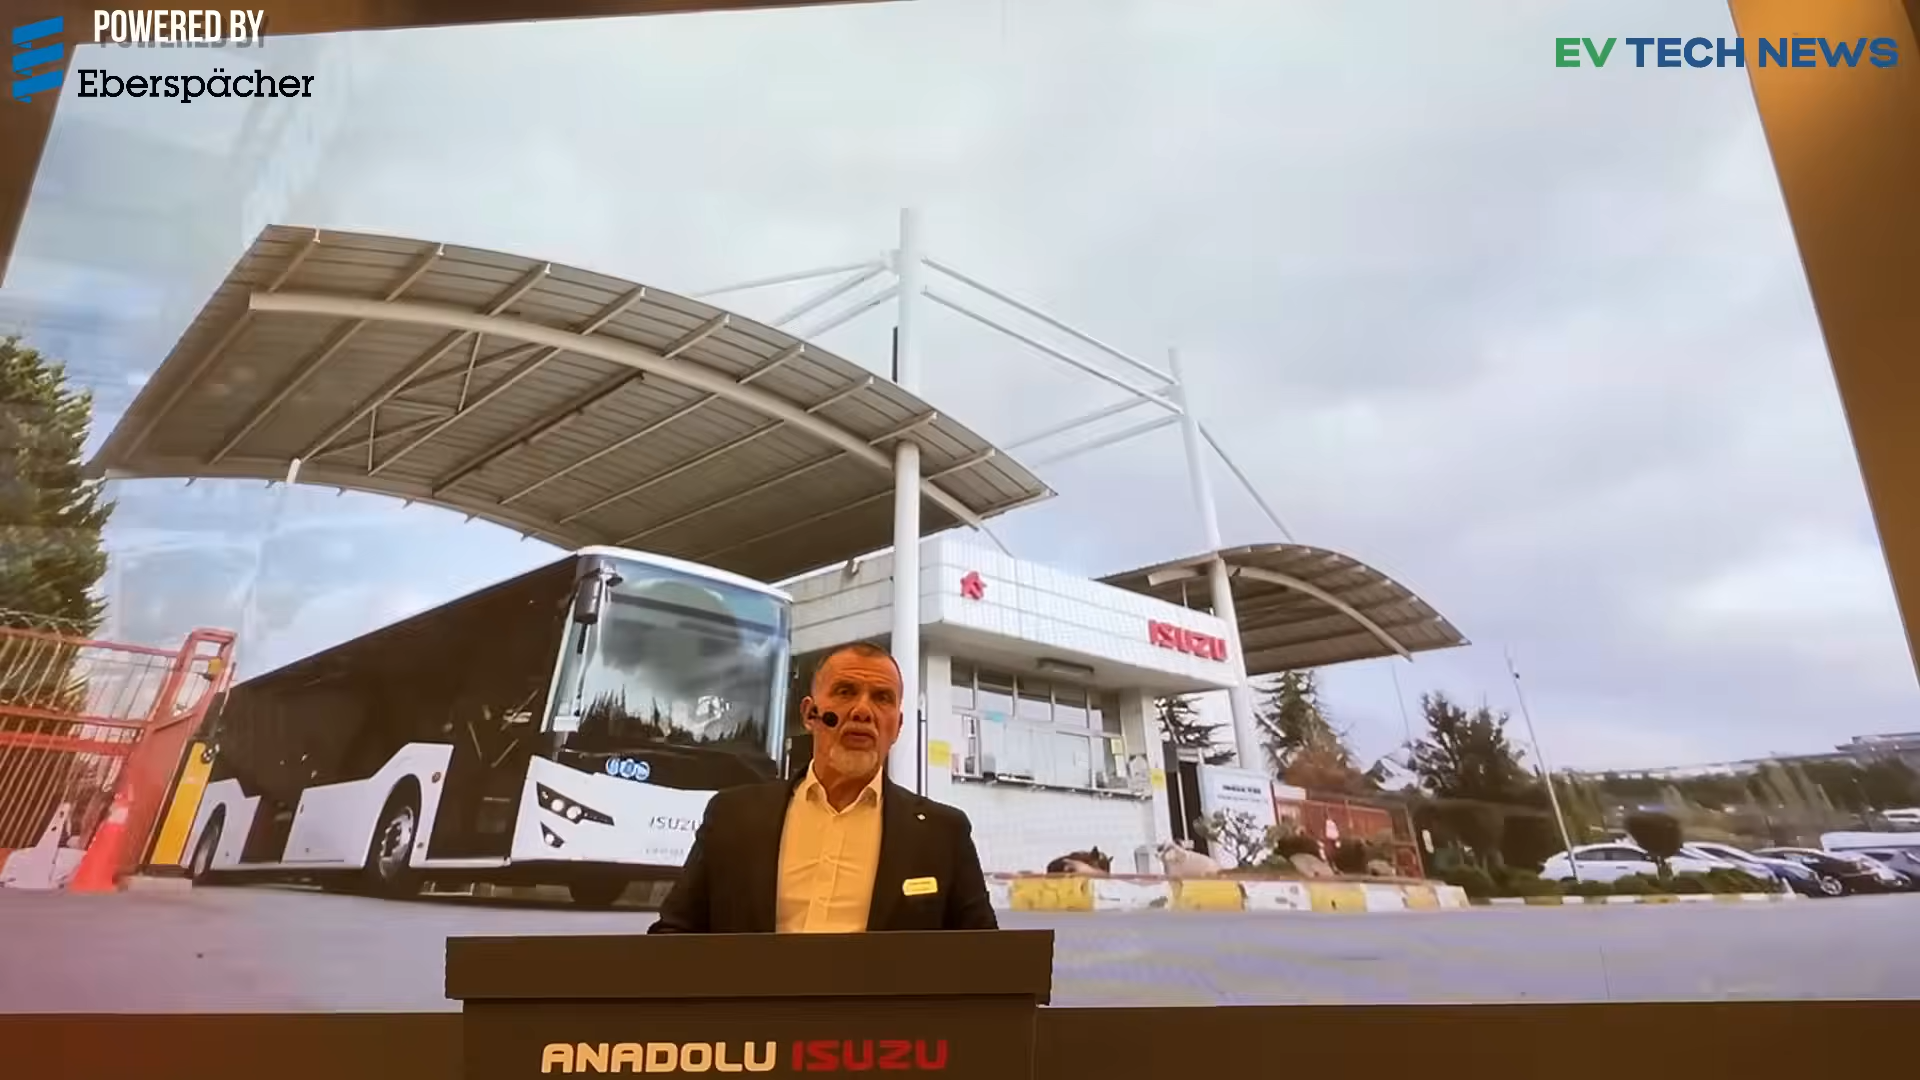 POWERED BY
Eberspächer
EV TECH NEWS
ISUZU
ISUZU
ANADOLU ISUZU